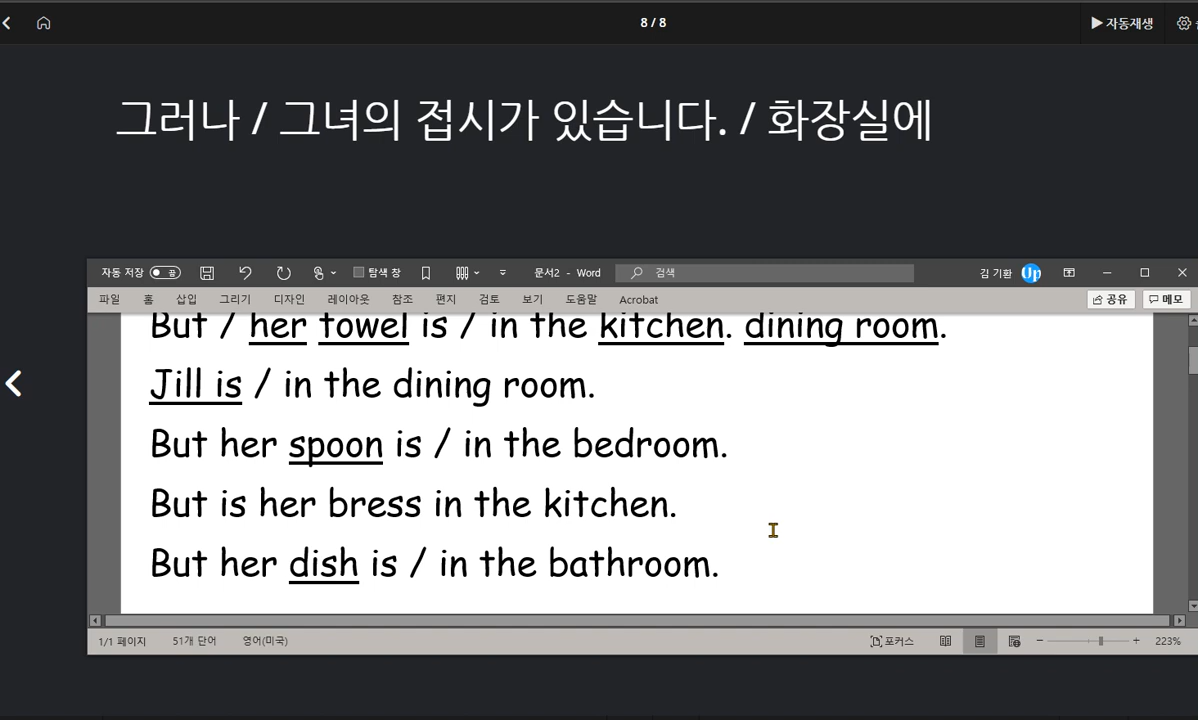 8 / 8
자동재생
그러나 / 그녀의 접시가 있습니다. / 화장실에
자동 저장 끔 탐색 창 문서2 - Word 검색 김 기환 Up
파일 홈 삽입 그리기 디자인 레이아웃 참조 편지 검토 보기 도움말 Acrobat 공유 메모
But / her towel is / in the kitchen. dining room.
Jill is / in the dining room.
But her spoon is / in the bedroom.
But is her bress in the kitchen.
But her dish is / in the bathroom.
1/1 페이지 51개 단어 영어(미국) 포커스 223%